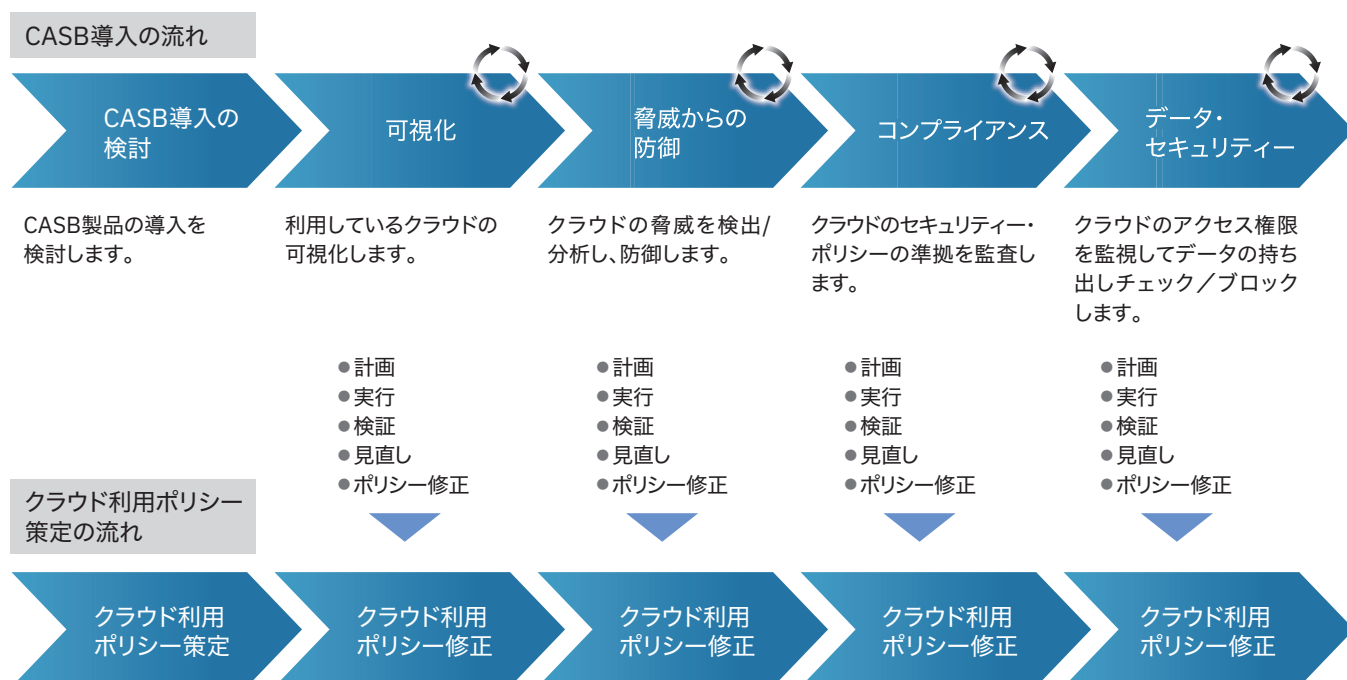 CASB導入の流れ
CASB導入の
検討
可視化
脅威からの
防御
コンプライアンス
データ・
セキュリティー
CASB製品の導入を
検討します。
利用しているクラウドの
可視化します。
クラウドの脅威を検出/
分析し、防御します。
クラウドのセキュリティー・
ポリシーの準拠を監査し
ます。
クラウドのアクセス権限
を監視してデータの持ち
出しチェック／ブロック
します。
●計画
●実行
●検証
●見直し
●ポリシー修正
●計画
●実行
●検証
●見直し
●ポリシー修正
●計画
●実行
●検証
●見直し
●ポリシー修正
●計画
●実行
●検証
●見直し
●ポリシー修正
クラウド利用ポリシー
策定の流れ
クラウド利用
ポリシー策定
クラウド利用
ポリシー修正
クラウド利用
ポリシー修正
クラウド利用
ポリシー修正
クラウド利用
ポリシー修正